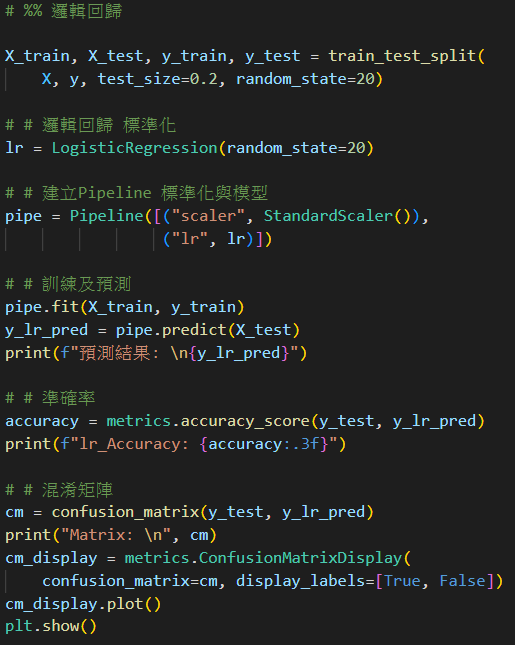 # %% 邏輯回歸
X_train, X_test, y_train, y_test = train_test_split(
    X, y, test_size=0.2, random_state=20)
# # 邏輯回歸 標準化
lr = LogisticRegression(random_state=20)
# # 建立Pipeline 標準化與模型
pipe = Pipeline([("scaler", StandardScaler()),
                 ("lr", lr)])
# # 訓練及預測
pipe.fit(X_train, y_train)
y_lr_pred = pipe.predict(X_test)
print(f"預測結果: \n{y_lr_pred}")
# # 準確率
accuracy = metrics.accuracy_score(y_test, y_lr_pred)
print(f"lr_Accuracy: {accuracy:.3f}")
# # 混淆矩陣
cm = confusion_matrix(y_test, y_lr_pred)
print("Matrix: \n", cm)
cm_display = metrics.ConfusionMatrixDisplay(
    confusion_matrix=cm, display_labels=[True, False])
cm_display.plot()
plt.show()